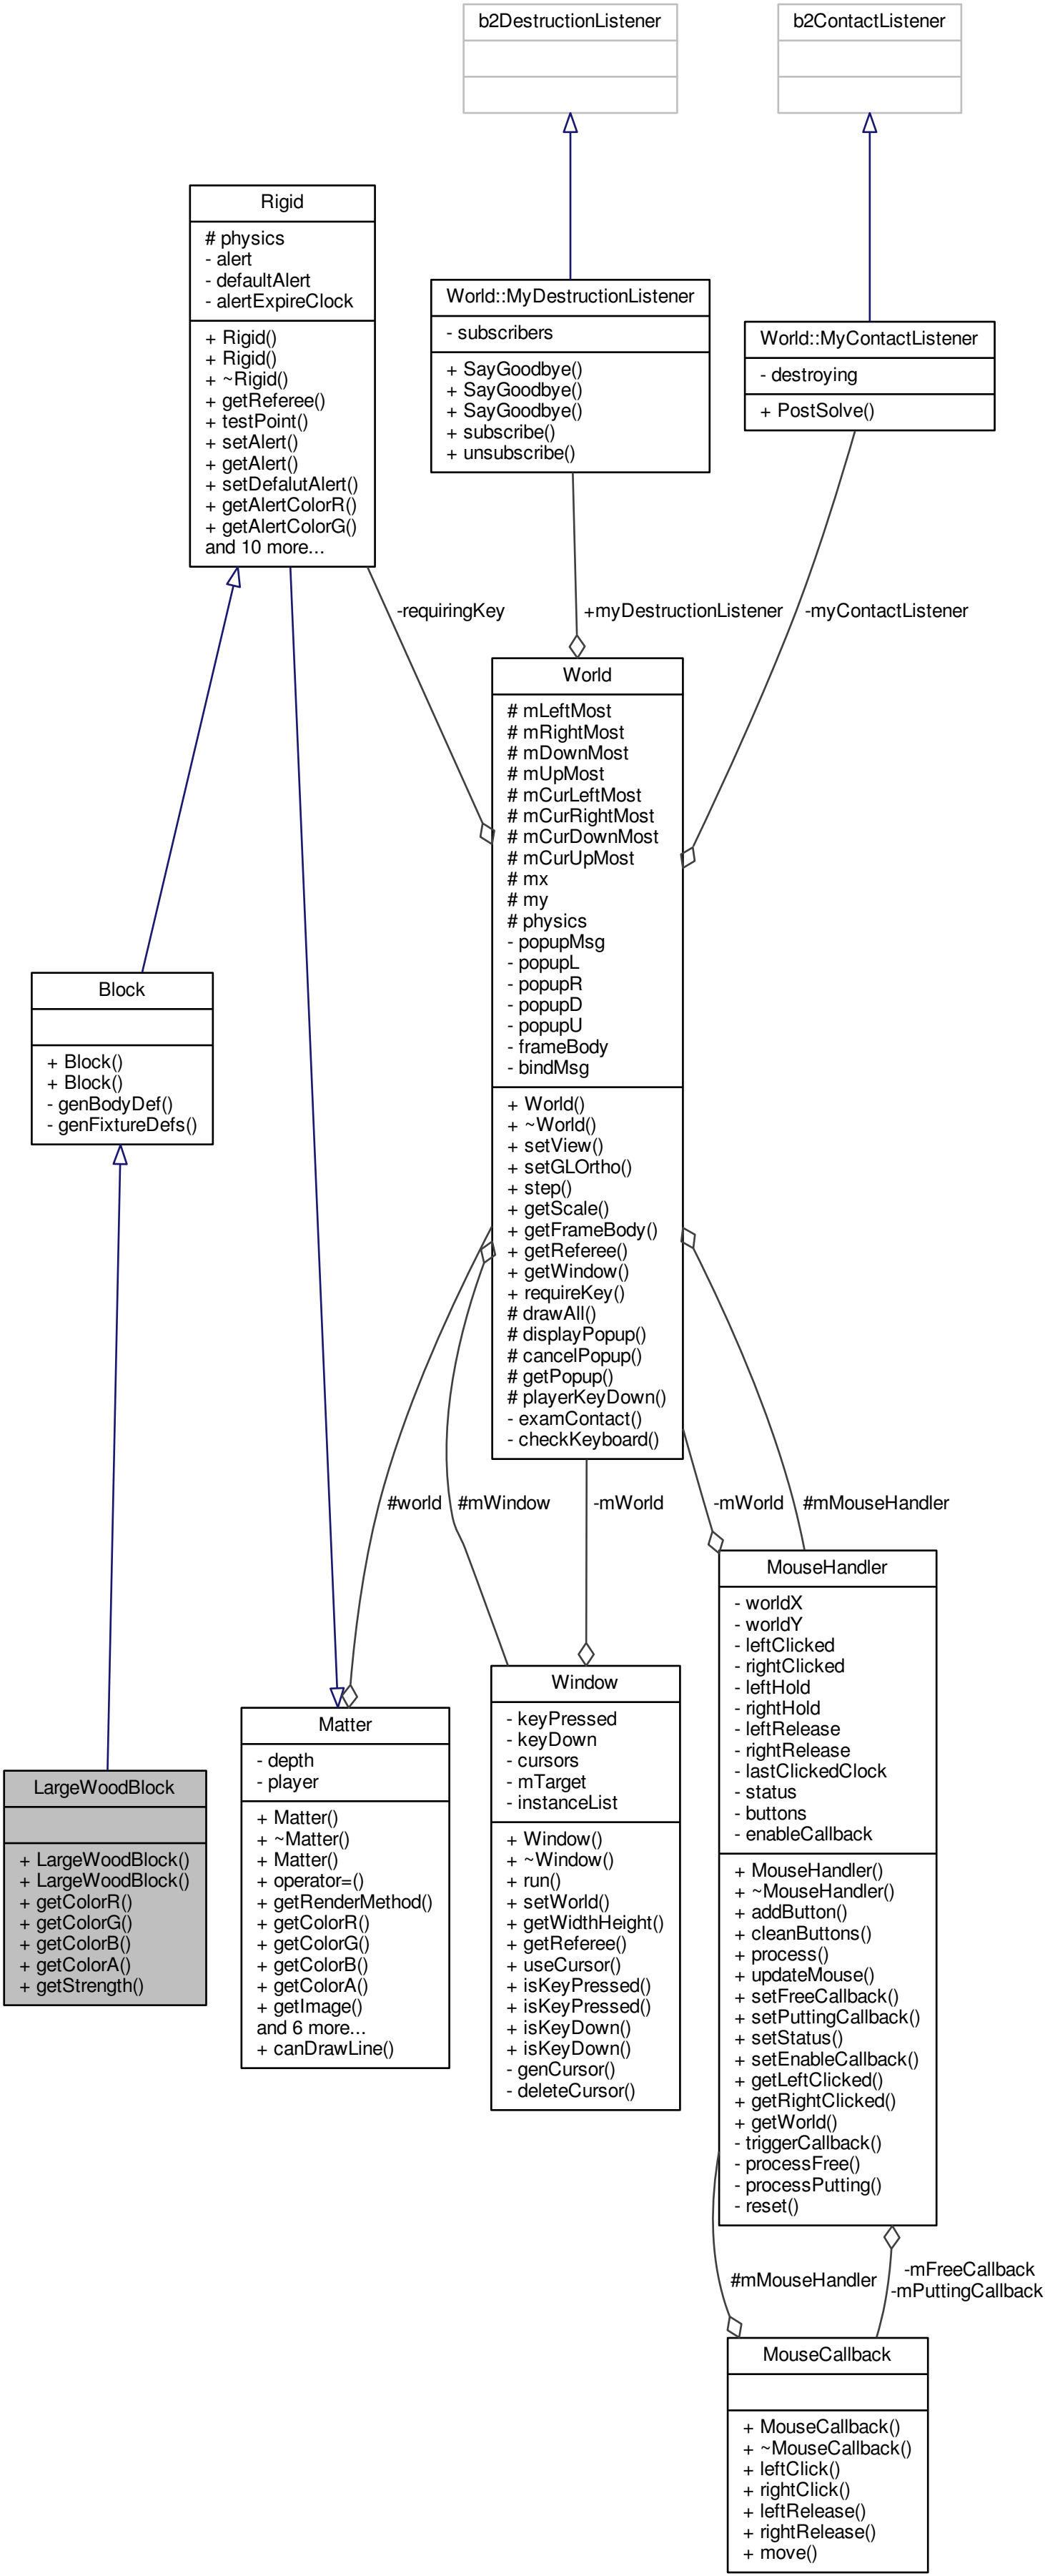 b2DestructionListener
b2ContactListener
Rigid
# physics
- alert
- defaultAlert
- alertExpireClock
+ Rigid()
+ Rigid()
+ ~Rigid()
+ getReferee()
+ testPoint()
+ setAlert()
+ getAlert()
+ setDefalutAlert()
+ getAlertColorR()
+ getAlertColorG()
and 10 more...
World::MyDestructionListener
- subscribers
+ SayGoodbye()
+ SayGoodbye()
+ SayGoodbye()
+ subscribe()
+ unsubscribe()
World::MyContactListener
- destroying
+ PostSolve()
-requiringKey
+myDestructionListener
-myContactListener
World
# mLeftMost
# mRightMost
# mDownMost
# mUpMost
# mCurLeftMost
# mCurRightMost
# mCurDownMost
# mCurUpMost
# mx
# my
# physics
- popupMsg
- popupL
- popupR
- popupD
- popupU
- frameBody
- bindMsg
+ World()
+ ~World()
+ setView()
+ setGLOrtho()
+ step()
+ getScale()
+ getFrameBody()
+ getReferee()
+ getWindow()
+ requireKey()
# drawAll()
# displayPopup()
# cancelPopup()
# getPopup()
# playerKeyDown()
- examContact()
- checkKeyboard()
Block
+ Block()
+ Block()
- genBodyDef()
- genFixtureDefs()
#world
#mWindow
-mWorld
-mWorld
#mMouseHandler
LargeWoodBlock
+ LargeWoodBlock()
+ LargeWoodBlock()
+ getColorR()
+ getColorG()
+ getColorB()
+ getColorA()
+ getStrength()
Matter
- depth
- player
+ Matter()
+ ~Matter()
+ Matter()
+ operator=()
+ getRenderMethod()
+ getColorR()
+ getColorG()
+ getColorB()
+ getColorA()
+ getImage()
and 6 more...
+ canDrawLine()
Window
- keyPressed
- keyDown
- cursors
- mTarget
- instanceList
+ Window()
+ ~Window()
+ run()
+ setWorld()
+ getWidthHeight()
+ getReferee()
+ useCursor()
+ isKeyPressed()
+ isKeyPressed()
+ isKeyDown()
+ isKeyDown()
- genCursor()
- deleteCursor()
MouseHandler
- worldX
- worldY
- leftClicked
- rightClicked
- leftHold
- rightHold
- leftRelease
- rightRelease
- lastClickedClock
- status
- buttons
- enableCallback
+ MouseHandler()
+ ~MouseHandler()
+ addButton()
+ cleanButtons()
+ process()
+ updateMouse()
+ setFreeCallback()
+ setPuttingCallback()
+ setStatus()
+ setEnableCallback()
+ getLeftClicked()
+ getRightClicked()
+ getWorld()
- triggerCallback()
- processFree()
- processPutting()
- reset()
#mMouseHandler
-mFreeCallback
-mPuttingCallback
MouseCallback
+ MouseCallback()
+ ~MouseCallback()
+ leftClick()
+ rightClick()
+ leftRelease()
+ rightRelease()
+ move()